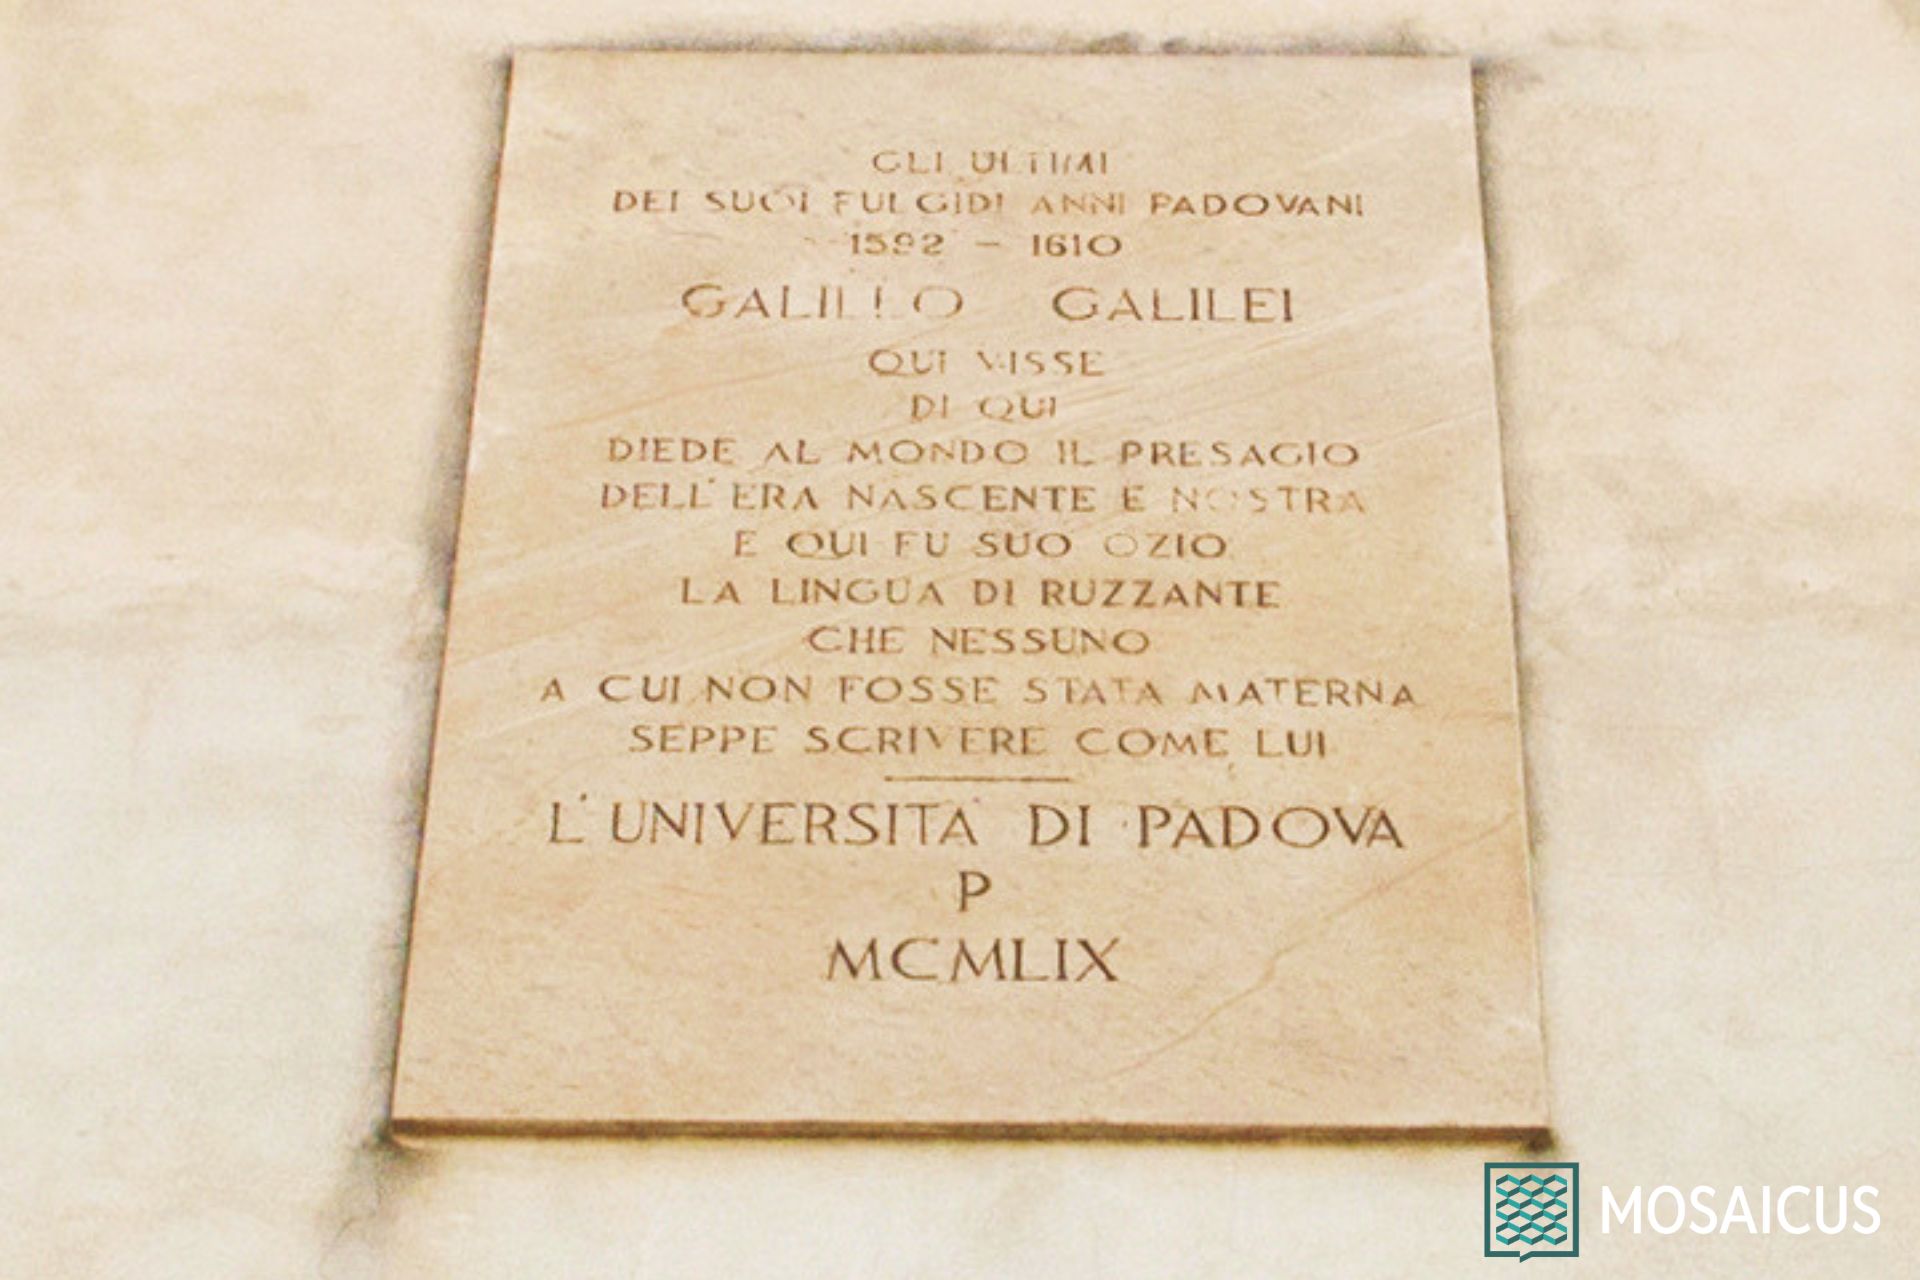 GLI ULTIMI
DEI SUOI FULGIDI ANNI PADOVANI
1592 - 1610
GALILEO GALILEI
QUI VISSE
DI QUI
DIEDE AL MONDO IL PRESAGIO
DELL'ERA NASCENTE E NOSTRA
E QUI FU SUO OZIO
LA LINGUA DI RUZZANTE
CHE NESSUNO
A CUI NON FOSSE STATA MATERNA
SEPPE SCRIVERE COME LUI
L'UNIVERSITA' DI PADOVA
P
MCMLIX
MOSAICUS